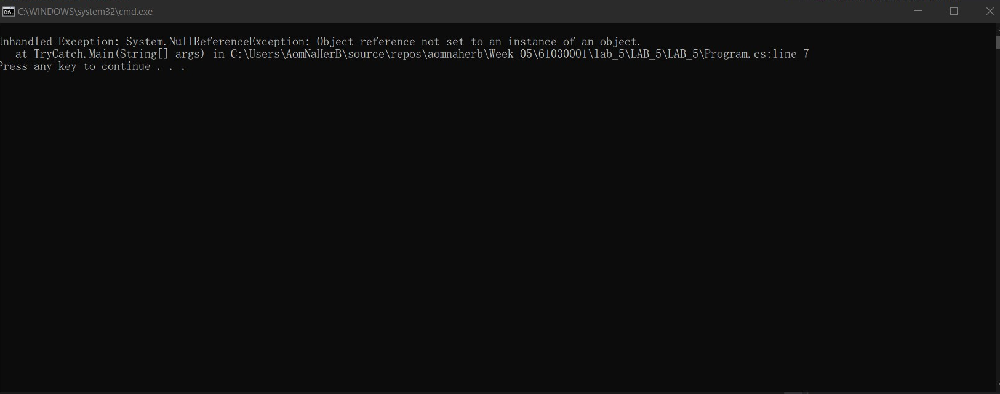 C:\WINDOWS\system32\cmd.exe
Unhandled Exception: System.NullReferenceException: Object reference not set to an instance of an object.
at TryCatch.Main(String[] args) in C:\Users\AomNaHerB\source\repos\aomnaherb\Week-05\61030001\lab_5\LAB_5\LAB_5\Program.cs:line 7
Press any key to continue . . .